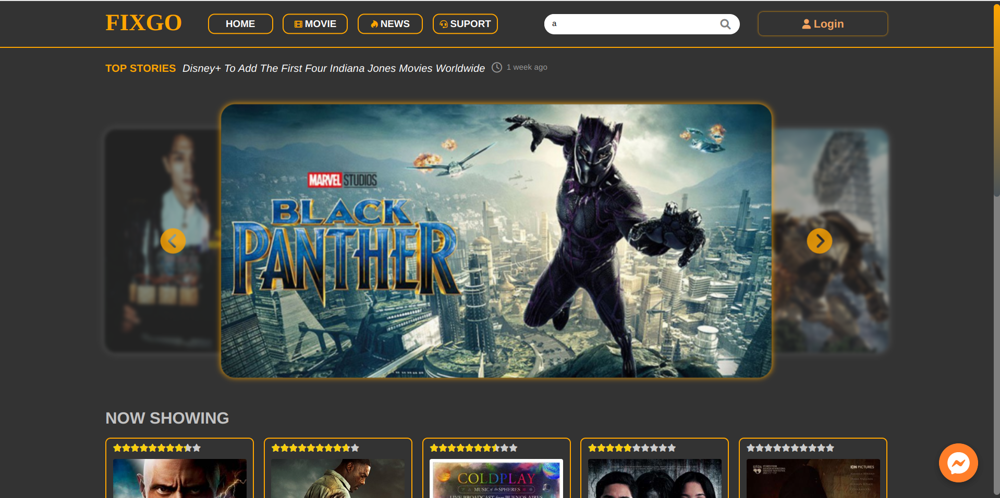 FIXGO
HOME
MOVIE
NEWS
SUPORT
a
Login
TOP STORIES Disney+ To Add The First Four Indiana Jones Movies Worldwide 1 week ago
MARVEL STUDIOS
BLACK
PANTHER
NOW SHOWING
COLDPLAY
MUSIC of the SPHERES
LIVE BROADCAST from BUENOS AIRES
IDN PICTURES